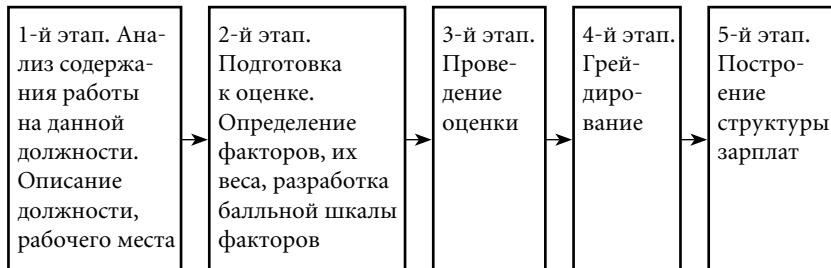 1-й этап. Ана-
лиз содержа-
ния работы
на данной
должности.
Описание
должности,
рабочего места
2-й этап.
Подготовка
к оценке.
Определение
факторов, их
веса, разработка
балльной шкалы
факторов
3-й этап.
Прове-
дение
оценки
4-й этап.
Грей-
диро-
вание
5-й этап.
Постро-
ение
структуры
зарплат